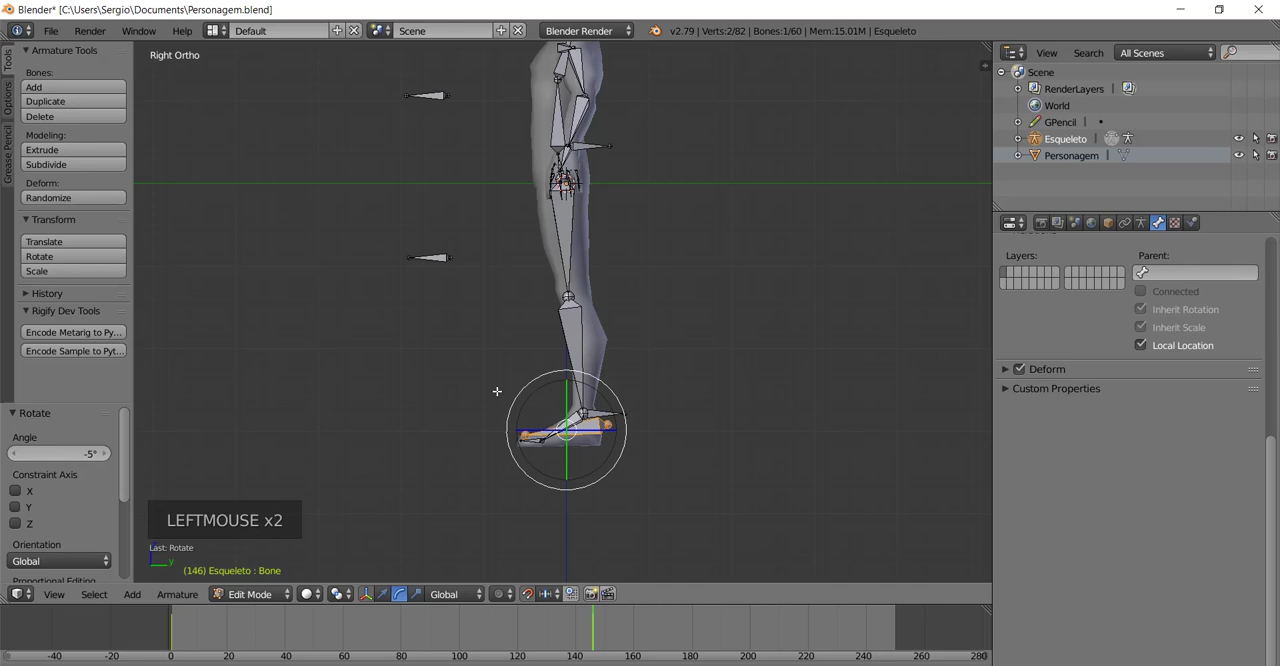 Blender* [C:\Users\Sergio\Documents\Personagem.blend]
File Render Window Help Default Scene Blender Render v2.79 | Verts:2/82 | Bones:1/60 | Mem:15.01M | Esqueleto
Tools
Options
Grease Pencil
Armature Tools
Bones:
Add
Duplicate
Delete
Modeling:
Extrude
Subdivide
Deform:
Randomize
Transform
Translate
Rotate
Scale
History
Rigify Dev Tools
Encode Metarig to Py...
Encode Sample to Pyt...
Rotate
Angle
-5°
Constraint Axis
X
Y
Z
Orientation
Global
Proportional Editing
Right Ortho
LEFTMOUSE x2
Last: Rotate
y
(146) Esqueleto : Bone
View Select Add Armature Edit Mode Global
-40 -20 0 20 40 60 80 100 120 140 160 180 200 220 240 260 280
View Search All Scenes
Scene
RenderLayers
World
GPencil
Esqueleto
Personagem
Layers:
Parent:
Connected
Inherit Rotation
Inherit Scale
Local Location
Deform
Custom Properties